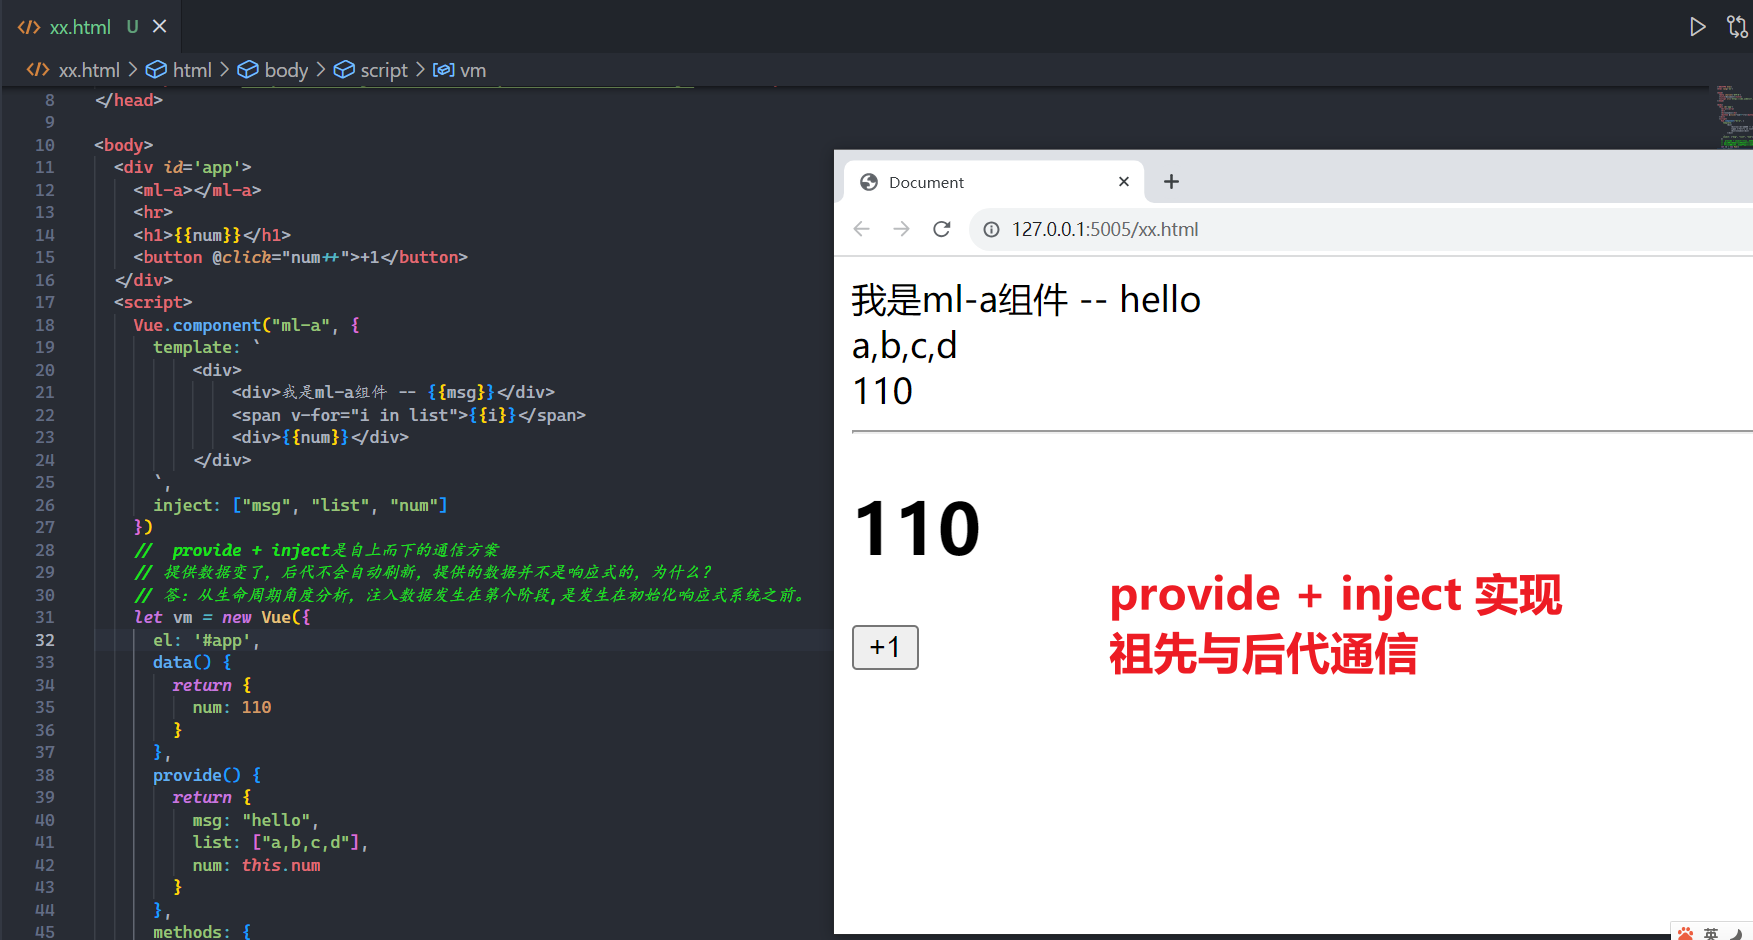 xx.html U
xx.html > html > body > script > vm
8 </head>
9
10 <body>
11 <div id='app'>
12 <ml-a></ml-a>
13 <hr>
14 <h1>{{num}}</h1>
15 <button @click="num++">+1</button>
16 </div>
17 <script>
18 Vue.component("ml-a", {
19 template: `
20 <div>
21 <div>我是ml-a组件 -- {{msg}}</div>
22 <span v-for="i in list">{{i}}</span>
23 <div>{{num}}</div>
24 </div>
25 `,
26 inject: ["msg", "list", "num"]
27 })
28 // provide + inject是自上而下的通信方案
29 // 提供数据变了，后代不会自动刷新，提供的数据并不是响应式的，为什么？
30 // 答：从生命周期角度分析，注入数据发生在第个阶段,是发生在初始化响应式系统之前。
31 let vm = new Vue({
32 el: '#app',
33 data() {
34 return {
35 num: 110
36 }
37 },
38 provide() {
39 return {
40 msg: "hello",
41 list: ["a,b,c,d"],
42 num: this.num
43 }
44 },
45 methods: {
Document
127.0.0.1:5005/xx.html
我是ml-a组件 -- hello
a,b,c,d
110
110
+1
provide + inject 实现
祖先与后代通信
英